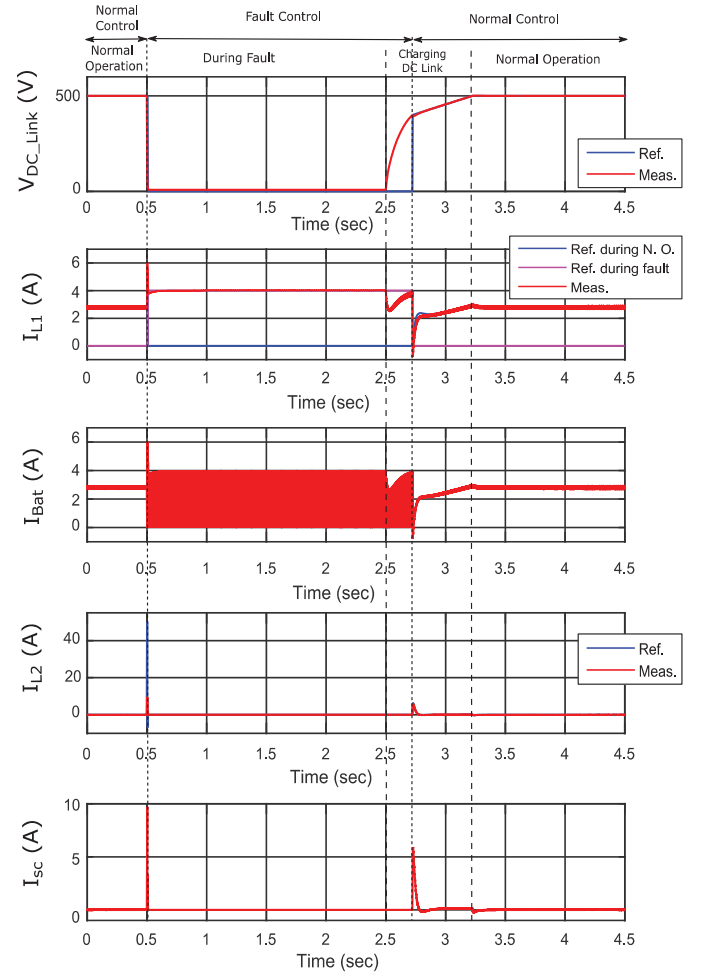 Normal Control
Fault Control
Normal Control
Normal Operation
During Fault
Charging DC Link
Normal Operation
V_DC_Link (V)
500
0
0 0.5 1 1.5 2 2.5 3 3.5 4 4.5
Time (sec)
Ref.
Meas.
I_L1 (A)
6
4
2
0
0 0.5 1 1.5 2 2.5 3 3.5 4 4.5
Time (sec)
Ref during N. O.
Ref during fault
Meas.
I_Bat (A)
6
4
2
0
0 0.5 1 1.5 2 2.5 3 3.5 4 4.5
Time (sec)
I_L2 (A)
40
20
0
0 0.5 1 1.5 2 2.5 3 3.5 4 4.5
Time (sec)
Ref.
Meas.
I_sc (A)
10
5
0
0 0.5 1 1.5 2 2.5 3 3.5 4 4.5
Time (sec)